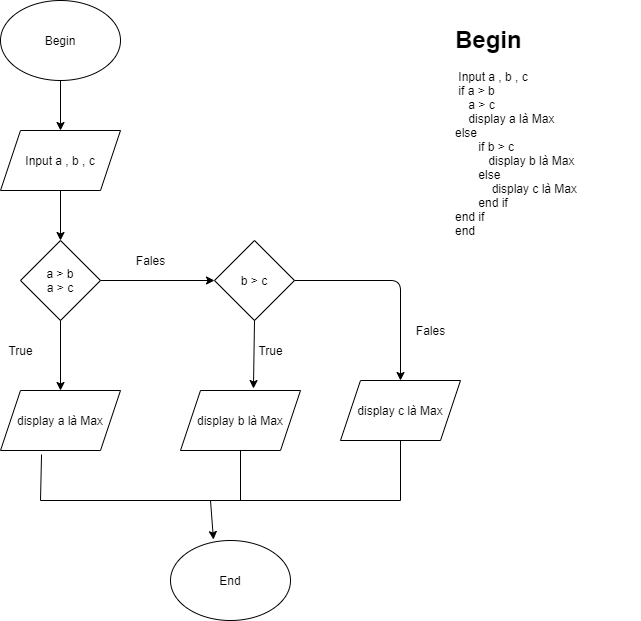 Begin
Input a , b , c
a > b
a > c
Fales
b > c
True
True
Fales
display a là Max
display b là Max
display c là Max
End
Begin
Input a , b , c
if a > b
a > c
display a là Max
else
if b > c
display b là Max
else
display c là Max
end if
end if
end